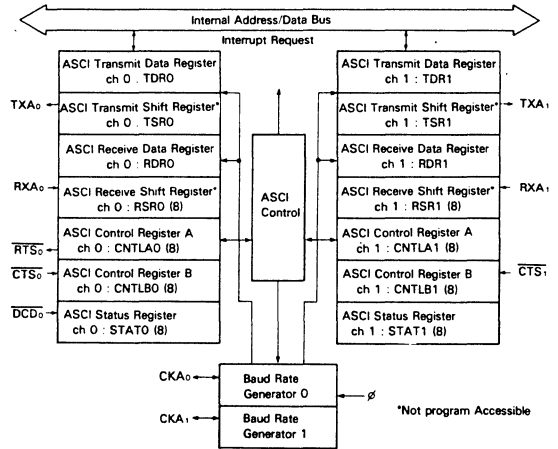 Internal Address/Data Bus
Interrupt Request
ASCI Transmit Data Register
ch 0 : TDR0
ASCI Transmit Shift Register*
ch 0 : TSR0
ASCI Receive Data Register
ch 0 : RDR0
ASCI Receive Shift Register*
ch 0 : RSR0 (8)
ASCI Control Register A
ch 0 : CNTLA0 (8)
ASCI Control Register B
ch 0 : CNTLB0 (8)
ASCI Status Register
ch 0 : STAT0 (8)
TXA₀
RXA₀
RTS₀
CTS₀
DCD₀
ASCI
Control
ASCI Transmit Data Register
ch 1 : TDR1
ASCI Transmit Shift Register*
ch 1 : TSR1
ASCI Receive Data Register
ch 1 : RDR1
ASCI Receive Shift Register*
ch 1 : RSR1 (8)
ASCI Control Register A
ch 1 : CNTLA1 (8)
ASCI Control Register B
ch 1 : CNTLB1 (8)
ASCI Status Register
ch 1 : STAT1 (8)
TXA₁
RXA₁
CTS₁
CKA₀
Baud Rate
Generator 0
ø
CKA₁
Baud Rate
Generator 1
*Not program Accessible